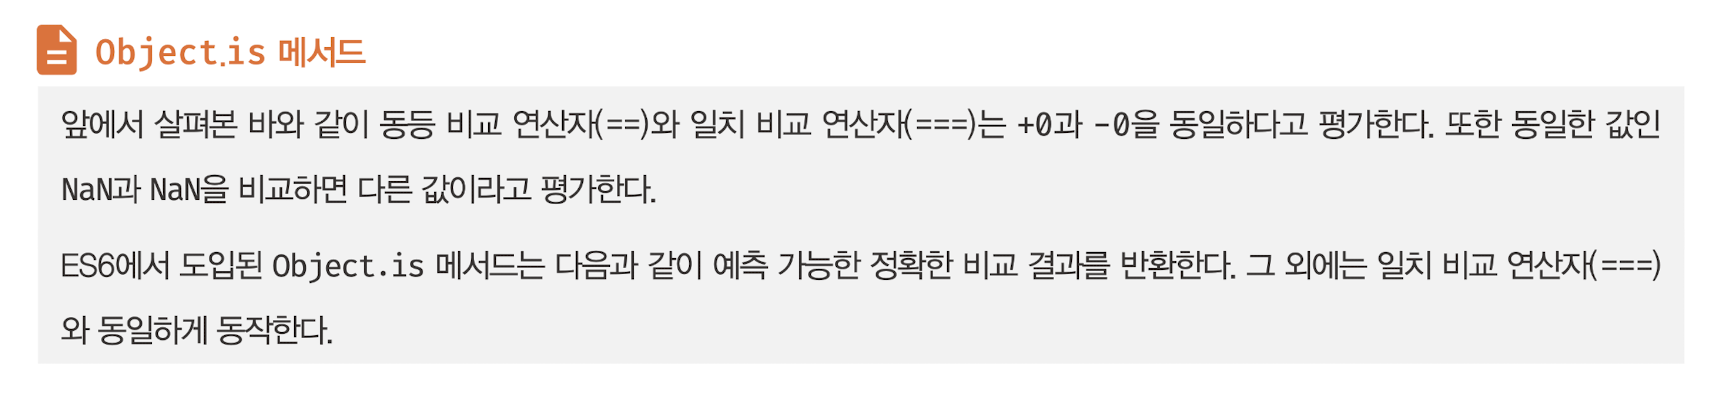 Object.is 메서드
앞에서 살펴본 바와 같이 동등 비교 연산자(==)와 일치 비교 연산자(===)는 +0과 -0을 동일하다고 평가한다. 또한 동일한 값인
NaN과 NaN을 비교하면 다른 값이라고 평가한다.
ES6에서 도입된 Object.is 메서드는 다음과 같이 예측 가능한 정확한 비교 결과를 반환한다. 그 외에는 일치 비교 연산자(===)
와 동일하게 동작한다.